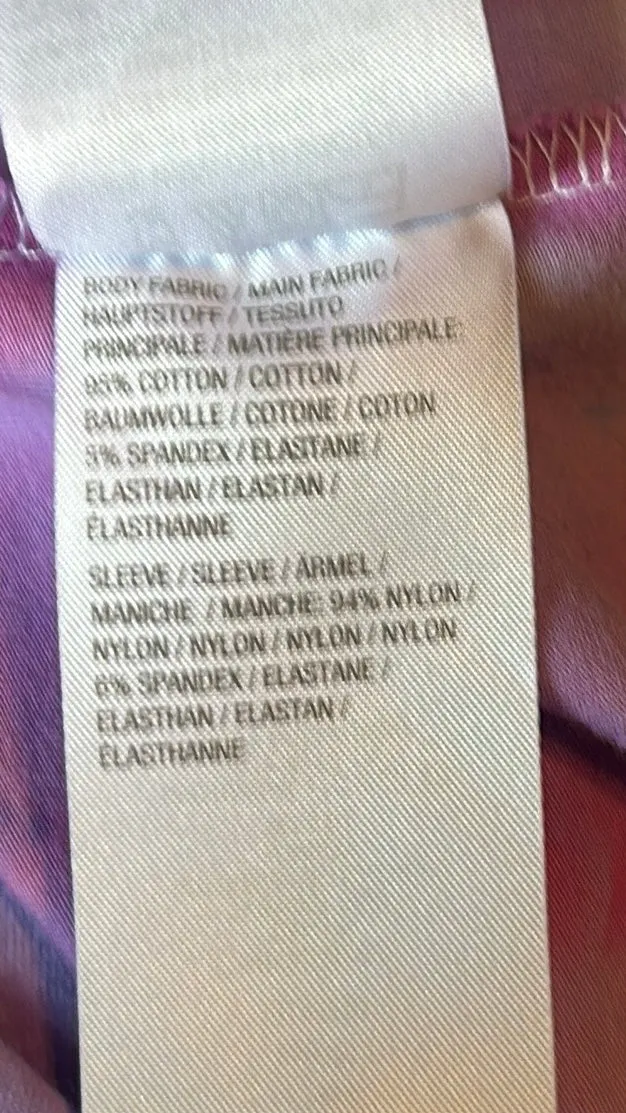 BODY FABRIC / MAIN FABRIC /
HAUPTSTOFF / TESSUTO
PRINCIPALE / MATIÈRE PRINCIPALE:
95% COTTON / COTTON /
BAUMWOLLE / COTONE / COTON
5% SPANDEX / ELASTANE /
ELASTHAN / ELASTAN /
ÉLASTHANNE
SLEEVE / SLEEVE / ÄRMEL /
MANICHE / MANCHE: 94% NYLON /
NYLON / NYLON / NYLON / NYLON
6% SPANDEX / ELASTANE /
ELASTHAN / ELASTAN /
ÉLASTHANNE